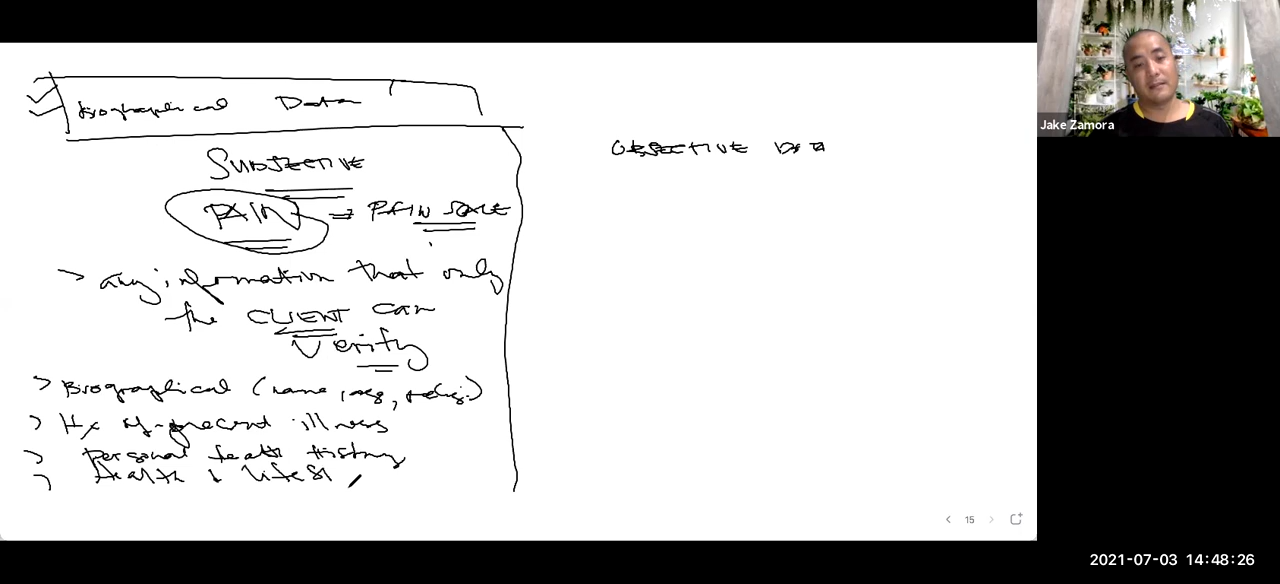 Biographical Data
SUBJECTIVE
PAIN => PAIN SCALE
> any information that only
the CLIENT can
Verify
> Biographical (name, age, relig.)
> Hx of present illness
> Personal health history
> Health & lifest
OBJECTIVE DATA
Jake Zamora
< 15 >
2021-07-03 14:48:26